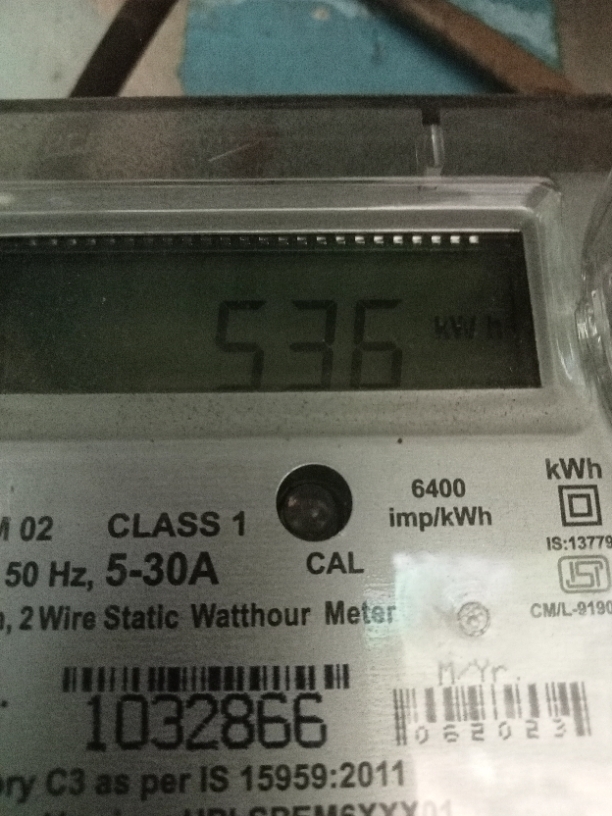 536 kWh
kWh
6400
imp/kWh
M 02 CLASS 1
IS:13779
50 Hz, 5-30A
CAL
CM/L-9190
, 2 Wire Static Watthour Meter
M/Yr.
1032866
062023
ry C3 as per IS 15959:2011